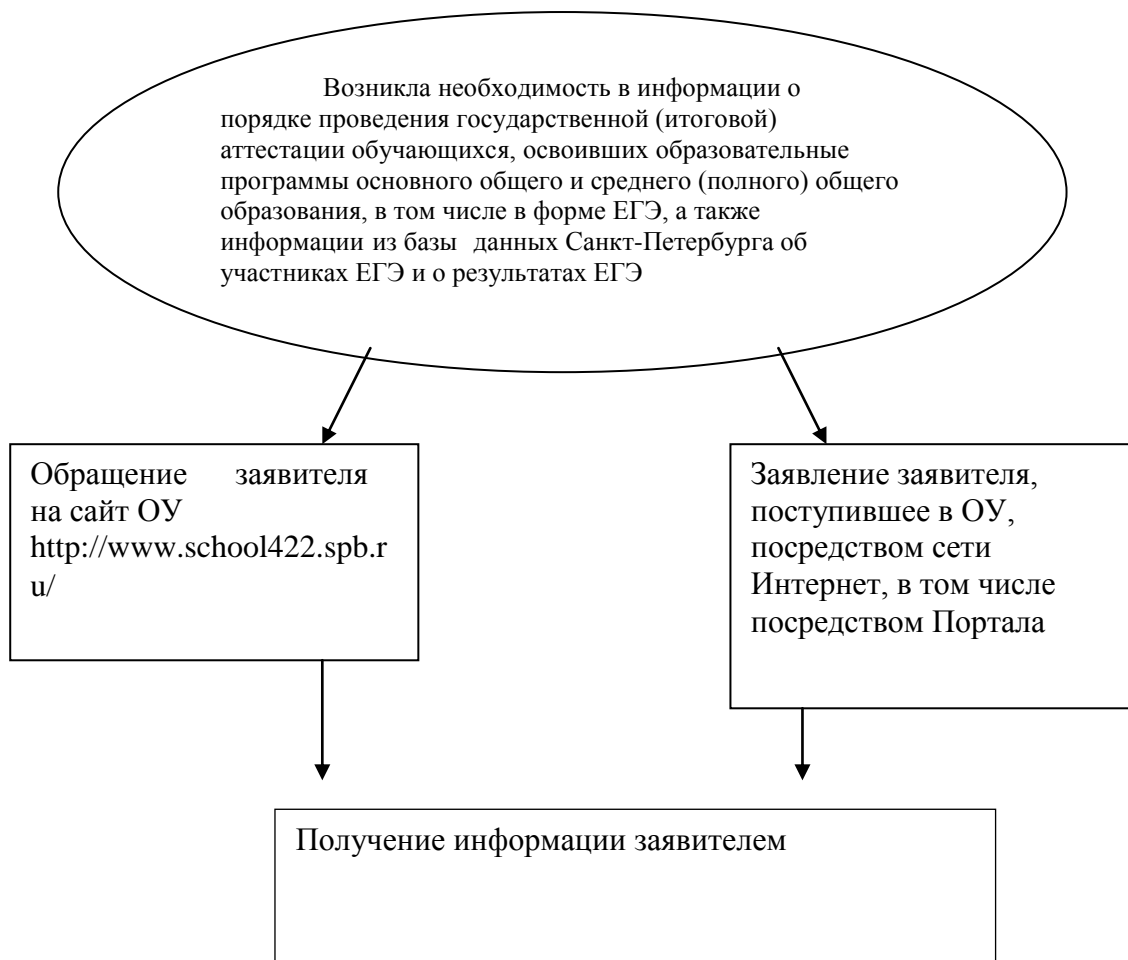 Возникла необходимость в информации о
порядке проведения государственной (итоговой)
аттестации обучающихся, освоивших образовательные
программы основного общего и среднего (полного) общего
образования, в том числе в форме ЕГЭ, а также
информации из базы данных Санкт-Петербурга об
участниках ЕГЭ и о результатах ЕГЭ
Обращение заявителя
на сайт ОУ
http://www.school422.spb.r
u/
Заявление заявителя,
поступившее в ОУ,
посредством сети
Интернет, в том числе
посредством Портала
Получение информации заявителем